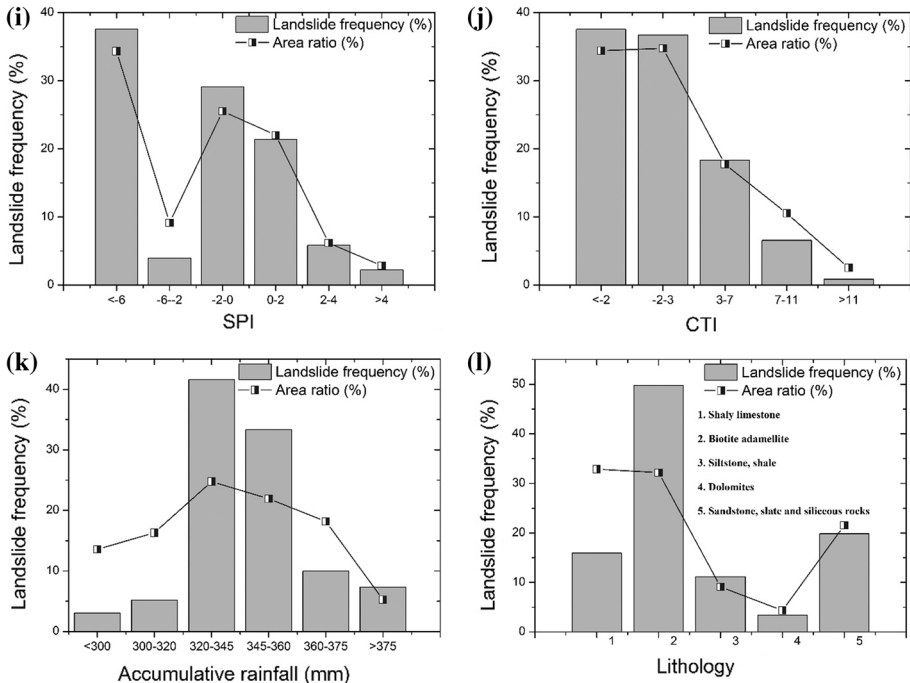 (i)
Landslide frequency (%)
Area ratio (%)
Landslide frequency (%)
40
30
20
10
0
<-6
-6--2
-2-0
0-2
2-4
>4
SPI
(j)
Landslide frequency (%)
Area ratio (%)
Landslide frequency (%)
40
30
20
10
0
<-2
-2-3
3-7
7-11
>11
CTI
(k)
Landslide frequency (%)
Area ratio (%)
Landslide frequency (%)
40
30
20
10
0
<300
300-320
320-345
345-360
360-375
>375
Accumulative rainfall (mm)
(l)
Landslide frequency (%)
Area ratio (%)
1. Shaly limestone
2. Biotite adamellite
3. Siltstone, shale
4. Dolomites
5. Sandstone, slate and siliceous rocks
Landslide frequency (%)
50
40
30
20
10
0
1
2
3
4
5
Lithology